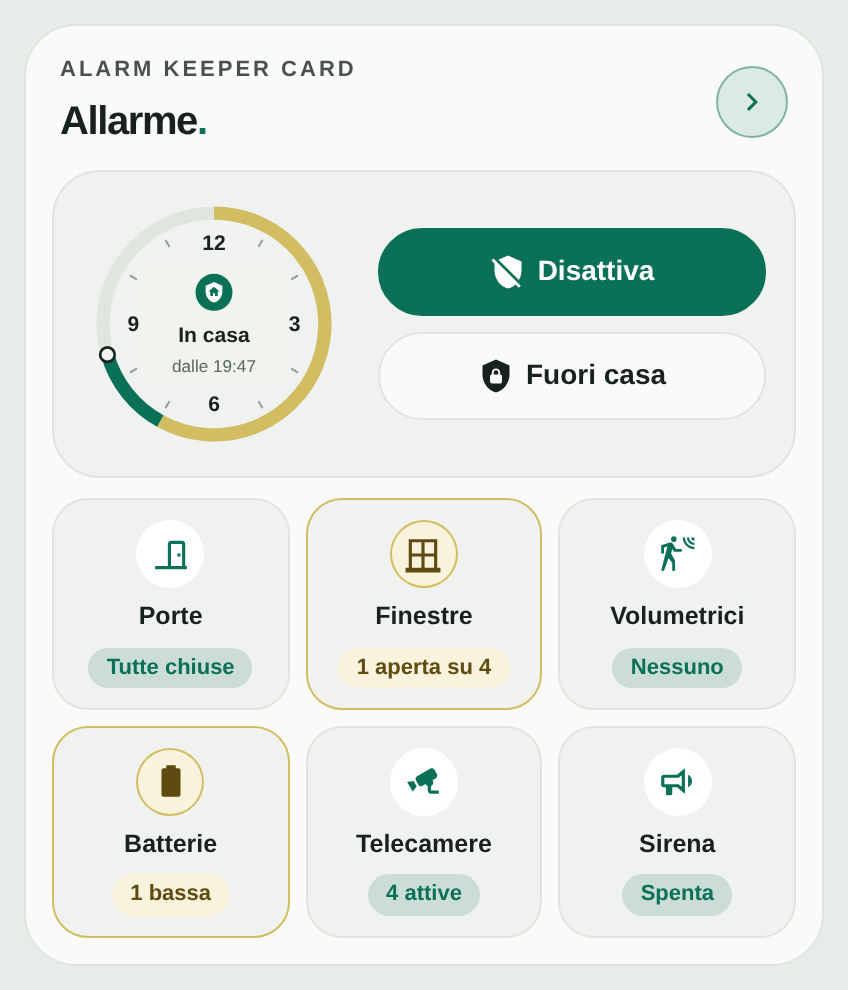 ALARM KEEPER CARD
Allarme.
12
9
3
6
In casa
dalle 19:47
Disattiva
Fuori casa
Porte
Tutte chiuse
Finestre
1 aperta su 4
Volumetrici
Nessuno
Batterie
1 bassa
Telecamere
4 attive
Sirena
Spenta